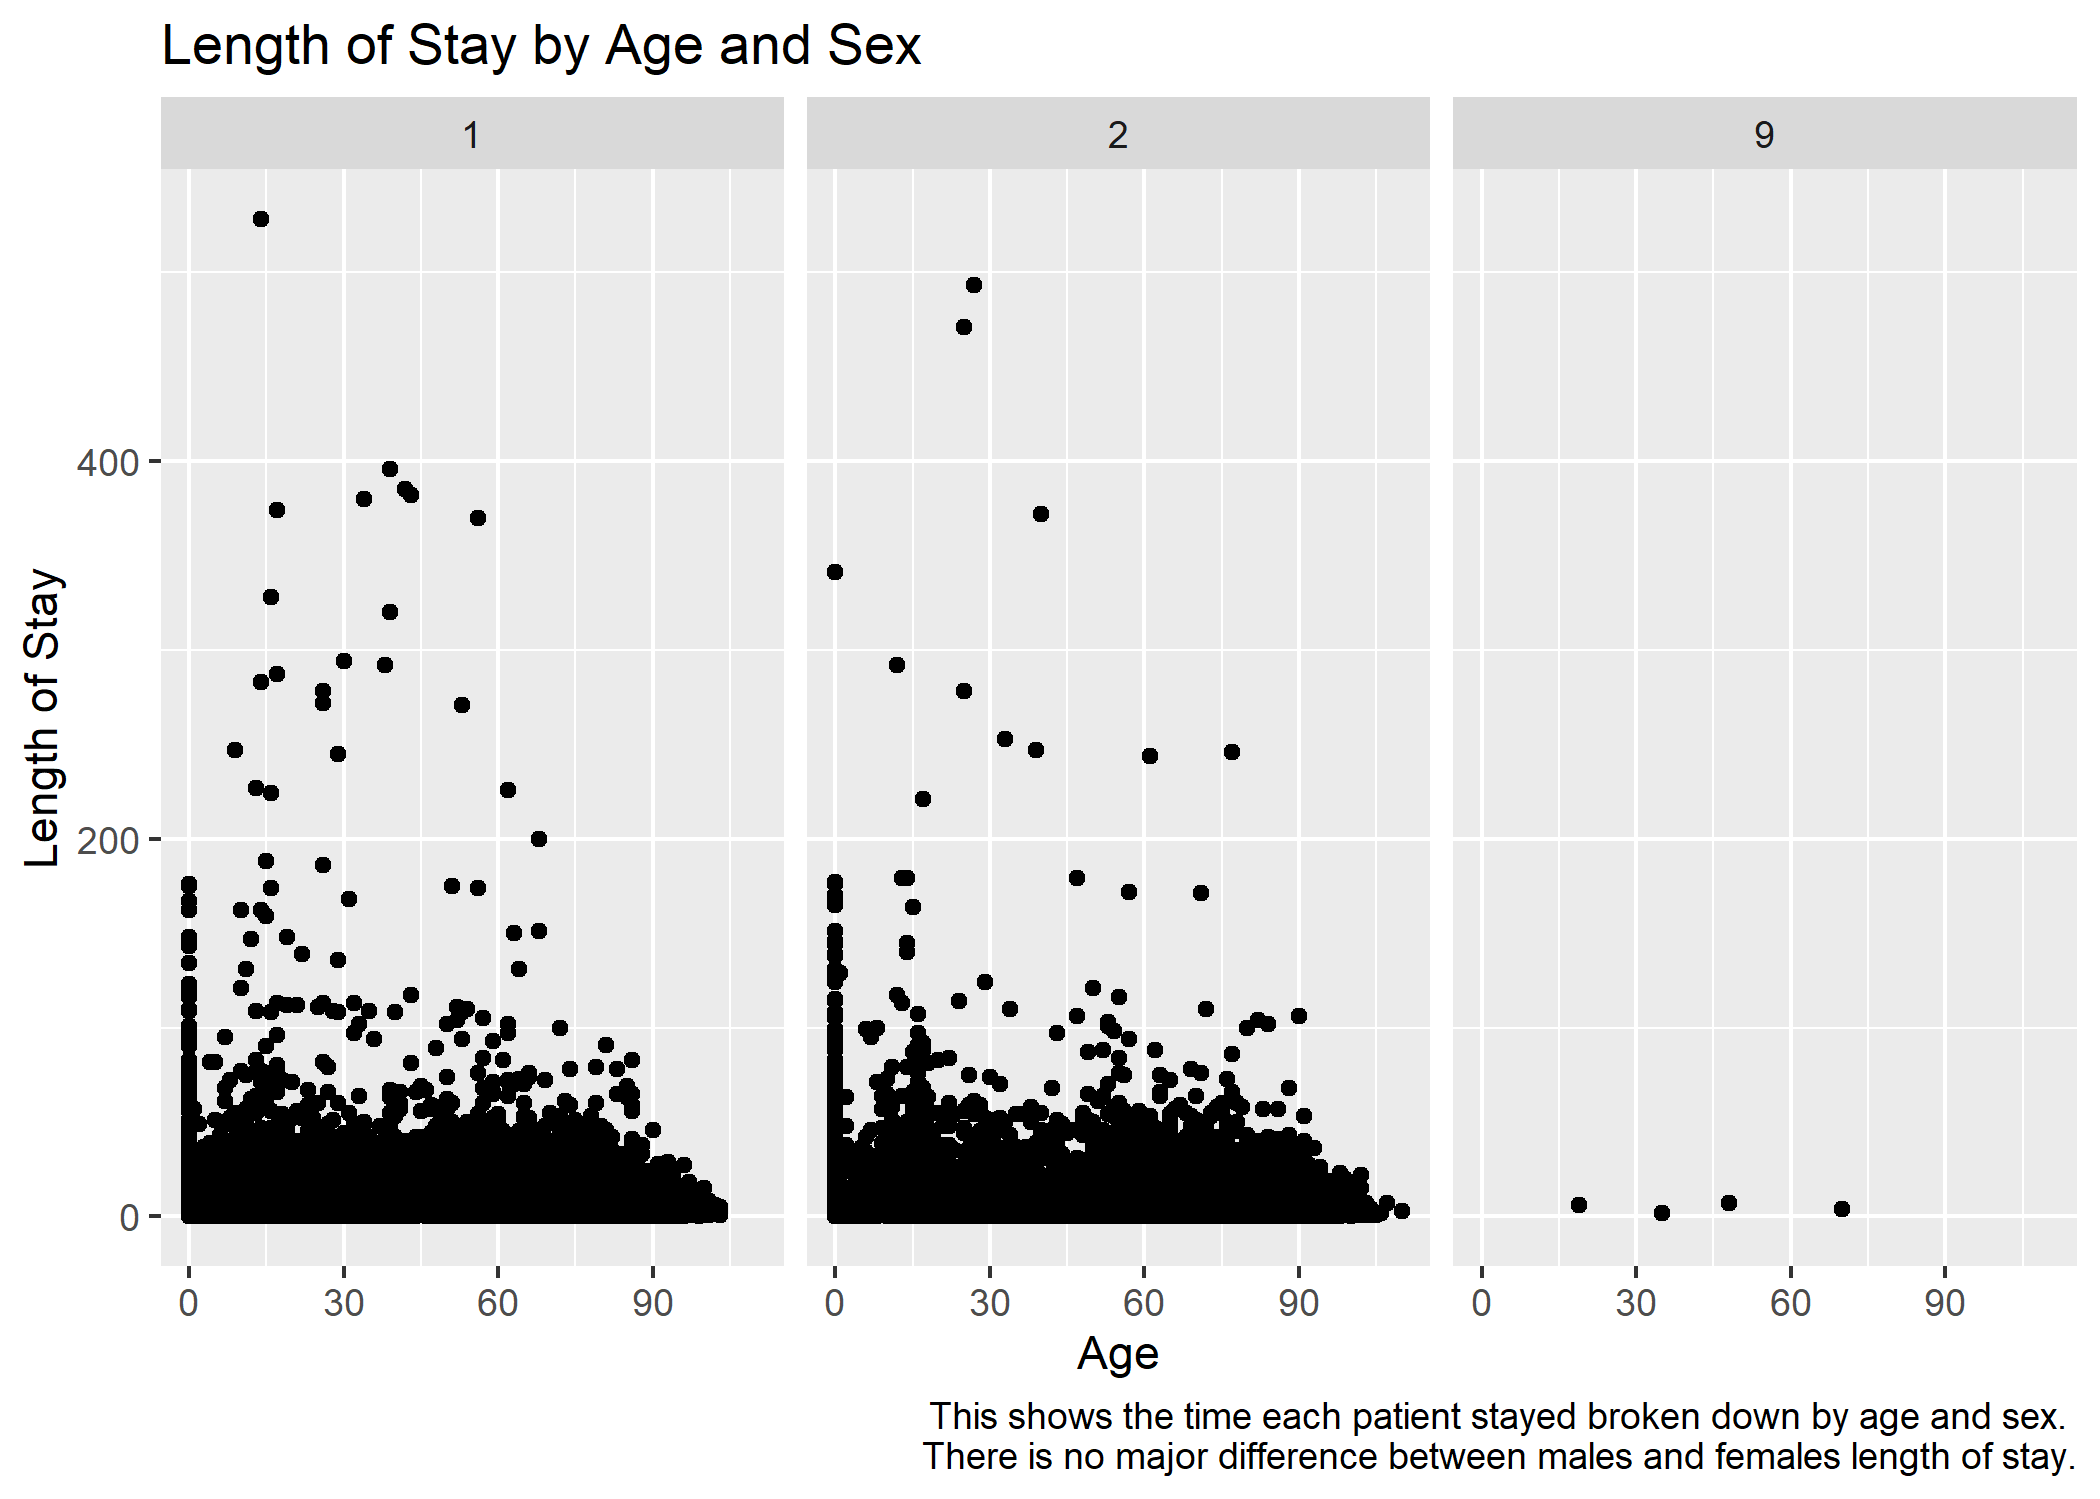 Length of Stay by Age and Sex
1 2 9
Length of Stay
400
200
0
0 30 60 90 0 30 60 90 0 30 60 90
Age
This shows the time each patient stayed broken down by age and sex.
There is no major difference between males and females length of stay.